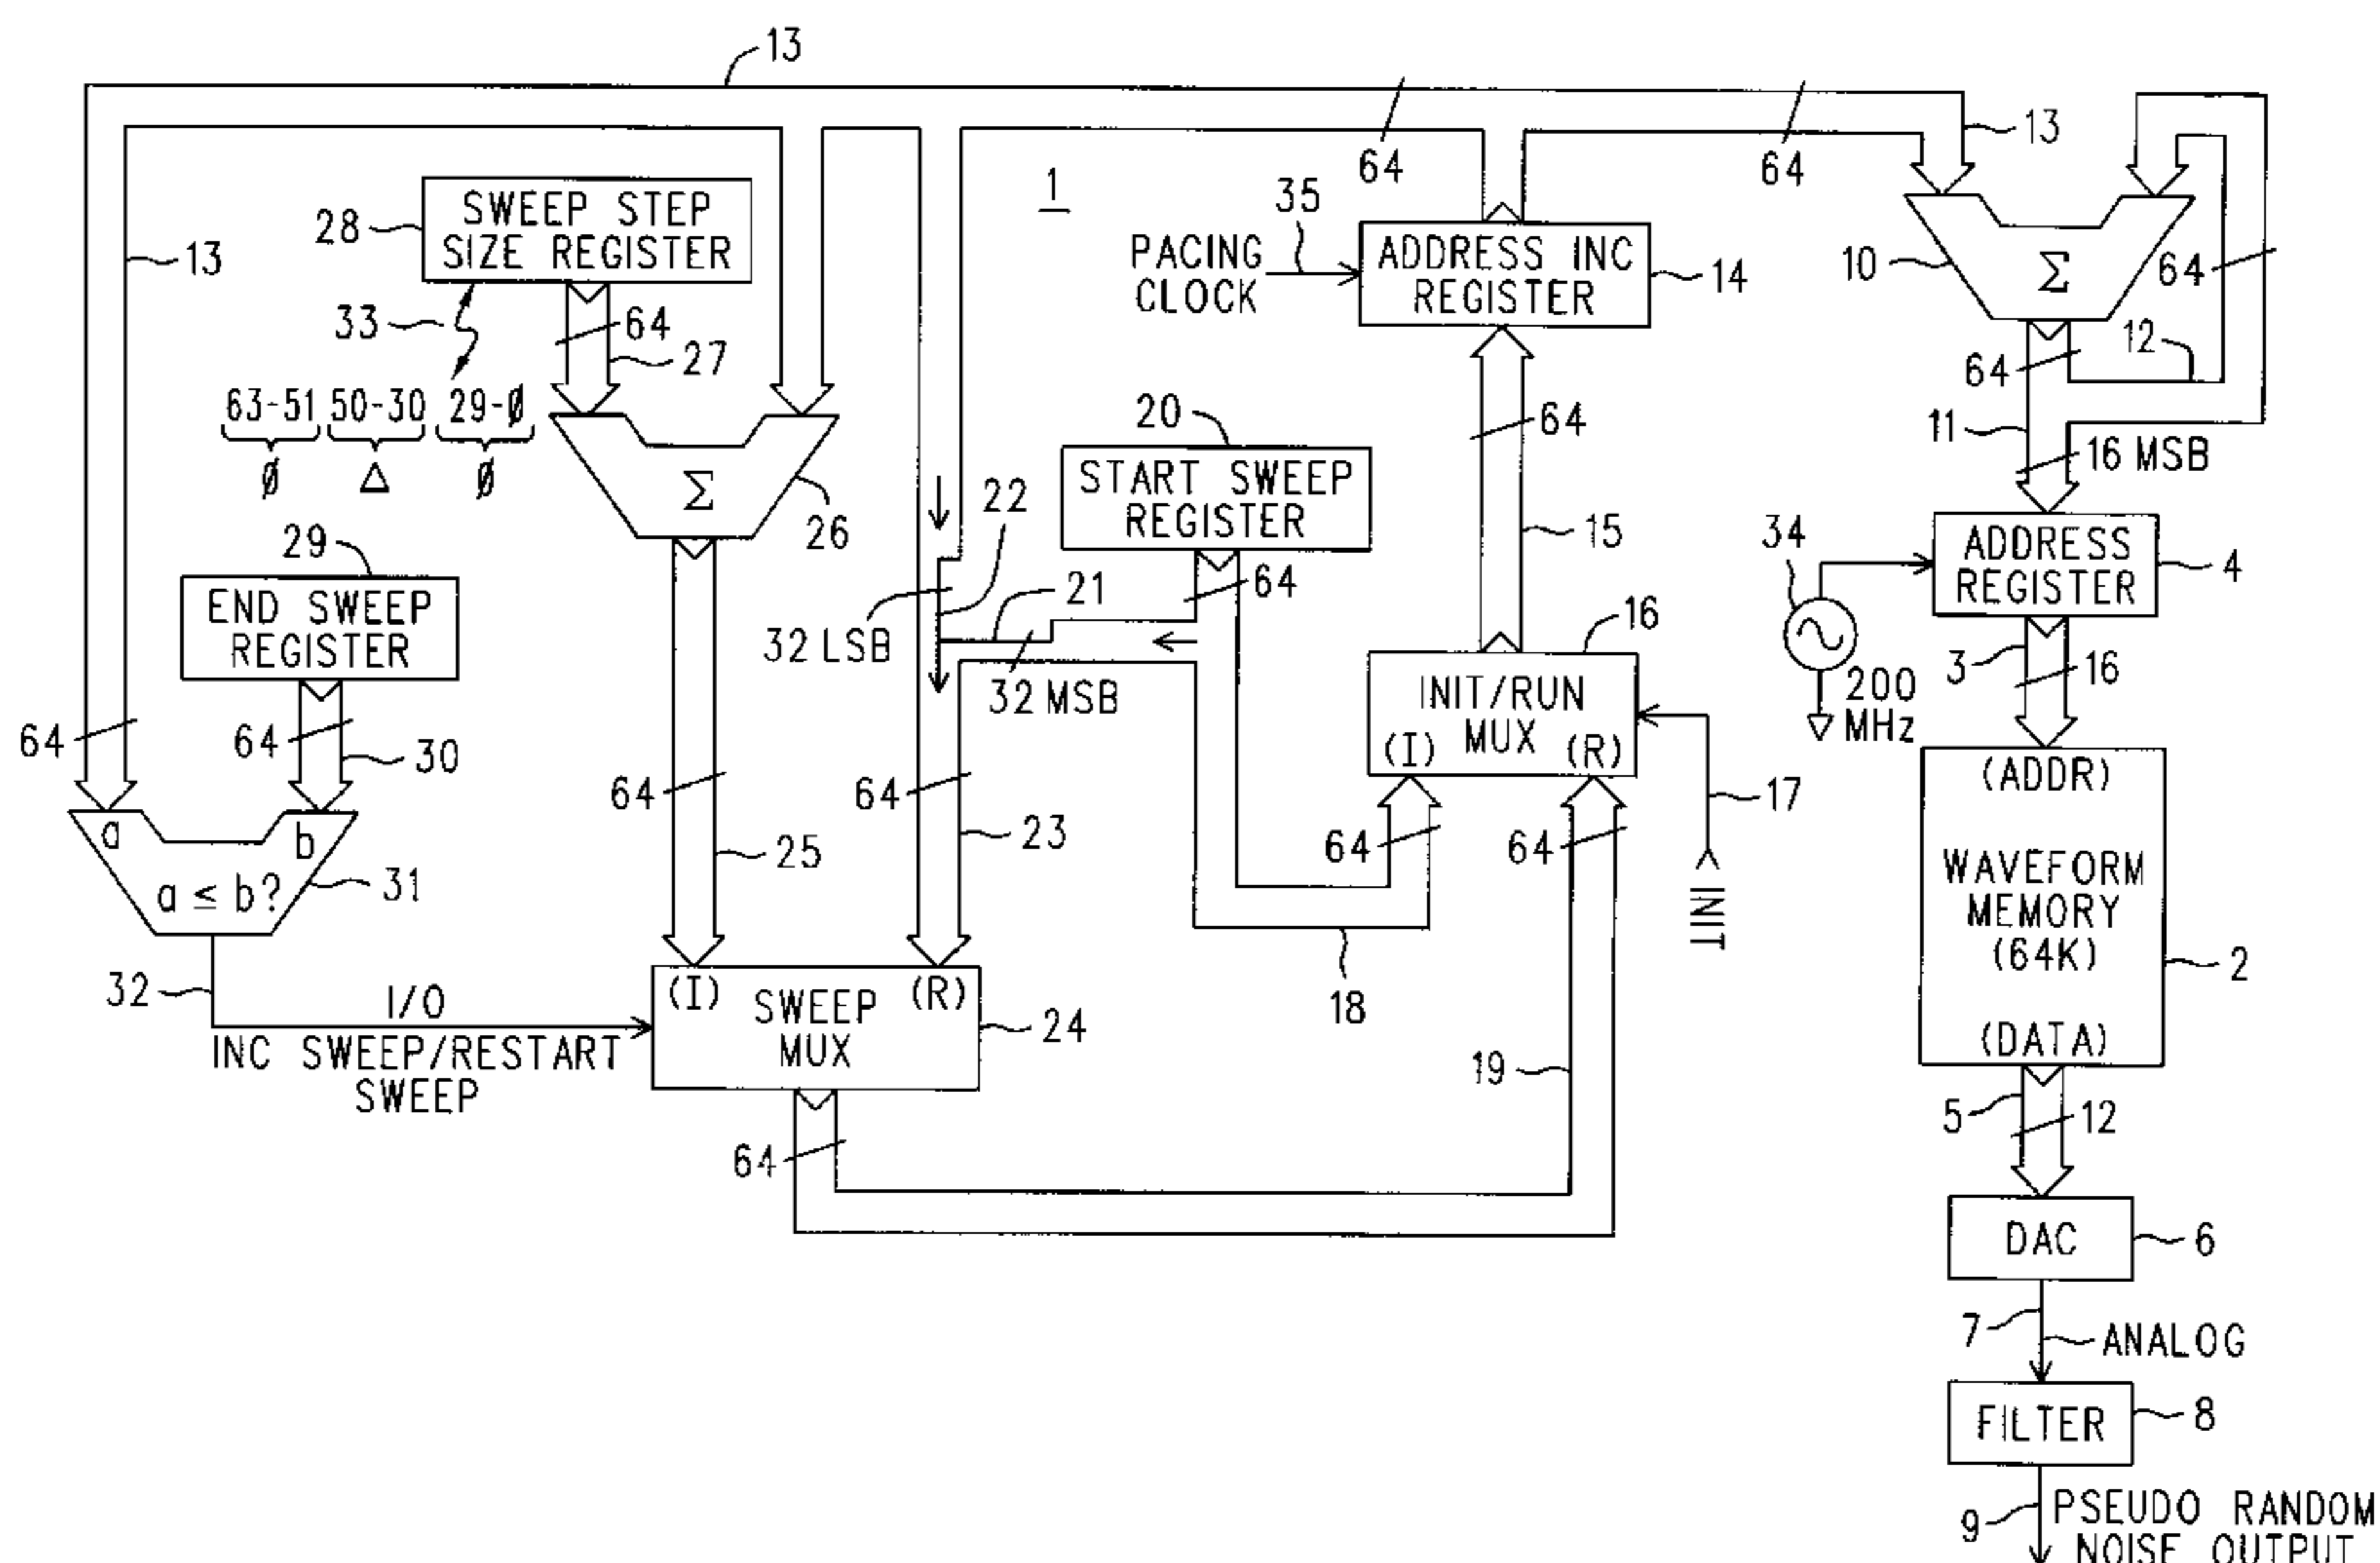 13
64
64
13
1
SWEEP STEP
SIZE REGISTER
28
13
33
64
27
63-51 50-30 29-Ø
Ø Δ Ø
Σ
26
PACING
CLOCK
35
ADDRESS INC
REGISTER
14
10
Σ
64
64
12
11
16 MSB
20
START SWEEP
REGISTER
64
22
21
32 LSB
32 MSB
64
15
34
200
MHz
ADDRESS
REGISTER
4
3
16
29
END SWEEP
REGISTER
64
64
30
a
b
a ≤ b?
31
32
I/O
INC SWEEP/RESTART
SWEEP
64
25
64
23
(I)
(R)
SWEEP
MUX
24
64
16
INIT/RUN
MUX
(I)
(R)
17
INIT
64
64
18
19
(ADDR)
WAVEFORM
MEMORY
(64K)
(DATA)
2
5
12
DAC
6
7
ANALOG
FILTER
8
9
PSEUDO RANDOM
NOISE OUTPUT